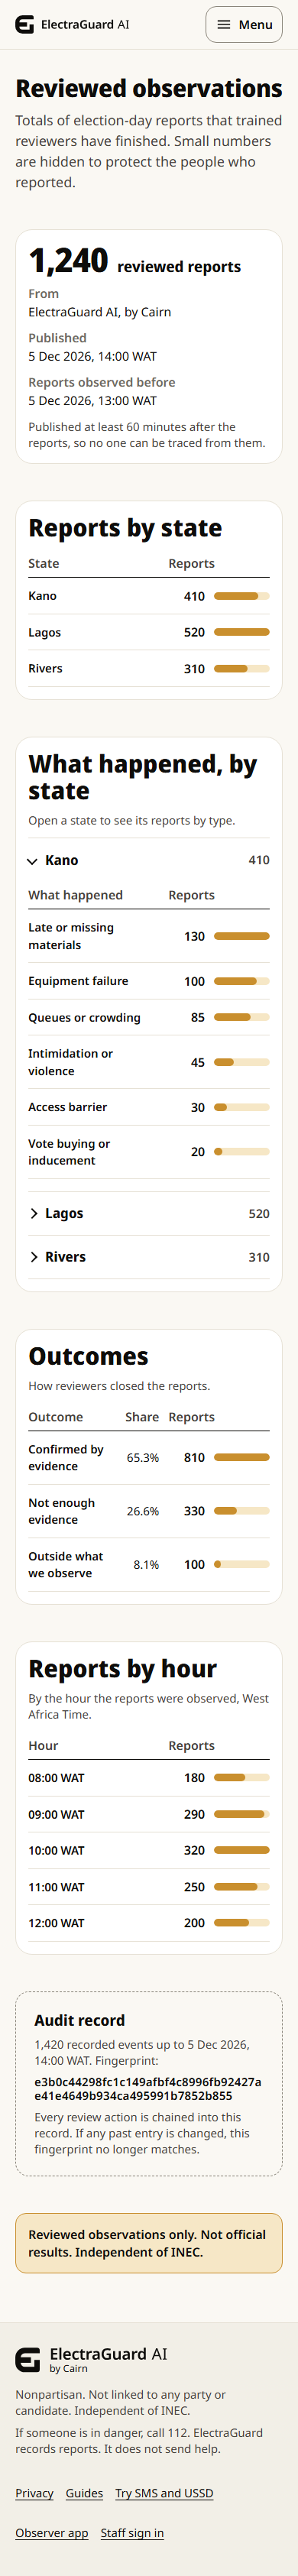 ElectraGuard AI
Menu
Reviewed observations
Totals of election-day reports that trained
reviewers have finished. Small numbers
are hidden to protect the people who
reported.
1,240 reviewed reports
From
ElectraGuard AI, by Cairn
Published
5 Dec 2026, 14:00 WAT
Reports observed before
5 Dec 2026, 13:00 WAT
Published at least 60 minutes after the
reports, so no one can be traced from them.
Reports by state
State Reports
Kano 410
Lagos 520
Rivers 310
What happened, by
state
Open a state to see its reports by type.
Kano 410
What happened Reports
Late or missing
materials 130
Equipment failure 100
Queues or crowding 85
Intimidation or
violence 45
Access barrier 30
Vote buying or
inducement 20
Lagos 520
Rivers 310
Outcomes
How reviewers closed the reports.
Outcome Share Reports
Confirmed by
evidence 65.3% 810
Not enough
evidence 26.6% 330
Outside what
we observe 8.1% 100
Reports by hour
By the hour the reports were observed, West
Africa Time.
Hour Reports
08:00 WAT 180
09:00 WAT 290
10:00 WAT 320
11:00 WAT 250
12:00 WAT 200
Audit record
1,420 recorded events up to 5 Dec 2026,
14:00 WAT. Fingerprint:
e3b0c44298fc1c149afbf4c8996fb92427a
e41e4649b934ca495991b7852b855
Every review action is chained into this
record. If any past entry is changed, this
fingerprint no longer matches.
Reviewed observations only. Not official
results. Independent of INEC.
ElectraGuard AI
by Cairn
Nonpartisan. Not linked to any party or
candidate. Independent of INEC.
If someone is in danger, call 112. ElectraGuard
records reports. It does not send help.
Privacy Guides Try SMS and USSD
Observer app Staff sign in